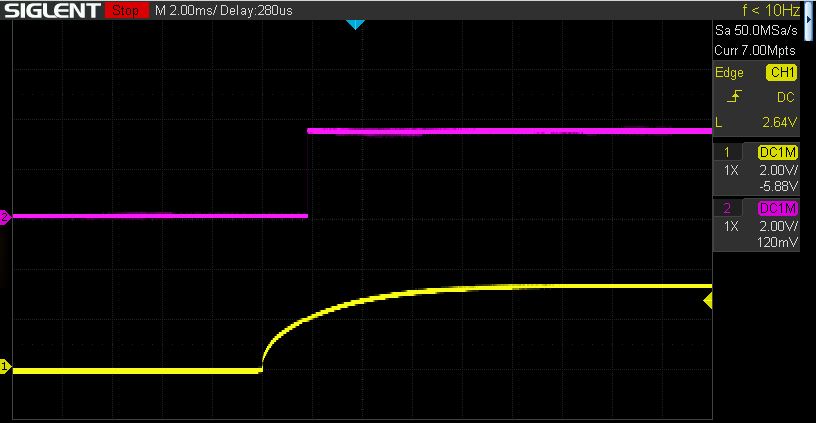 SIGLENT Stop M 2.00ms/ Delay:280us f < 10Hz
Sa 50.0MSa/s
Curr 7.00Mpts
Edge CH1
DC
L 2.64V
1 DC1M
1X 2.00V/
-5.88V
2 DC1M
1X 2.00V/
120mV
2
1